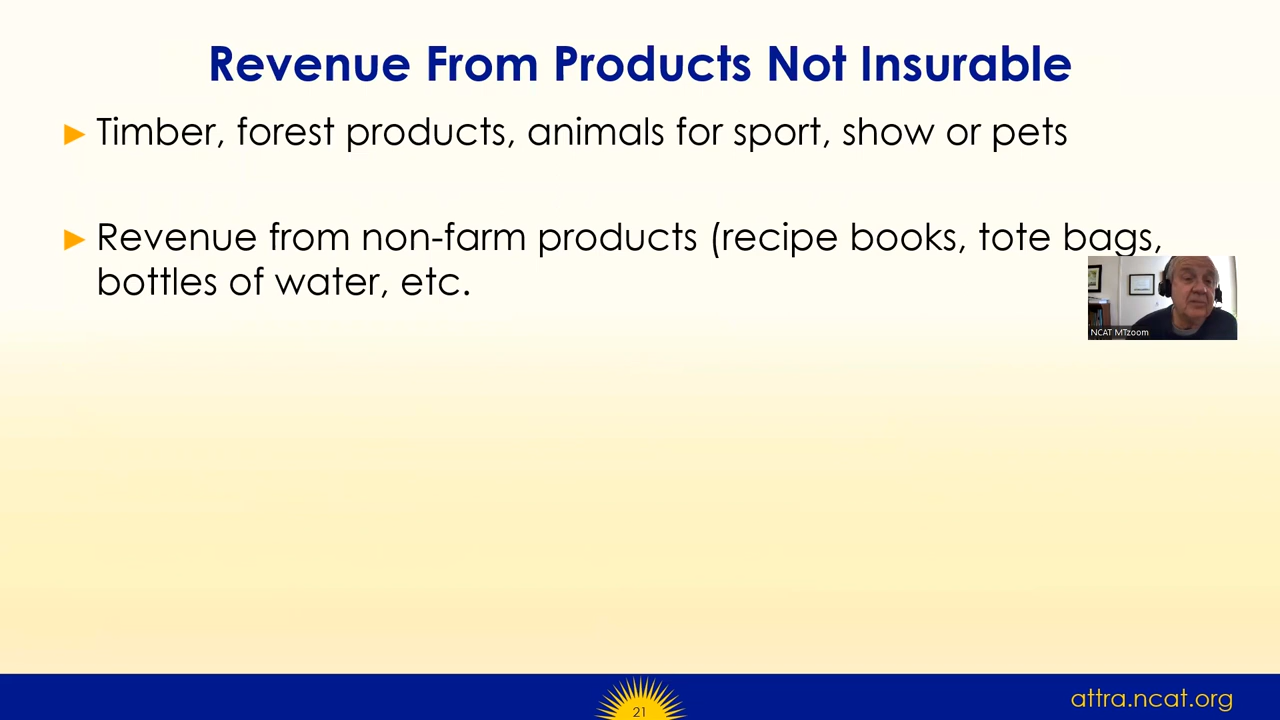 Revenue From Products Not Insurable
► Timber, forest products, animals for sport, show or pets
► Revenue from non-farm products (recipe books, tote bags,
bottles of water, etc.
NCAT MTzoom
21
attra.ncat.org